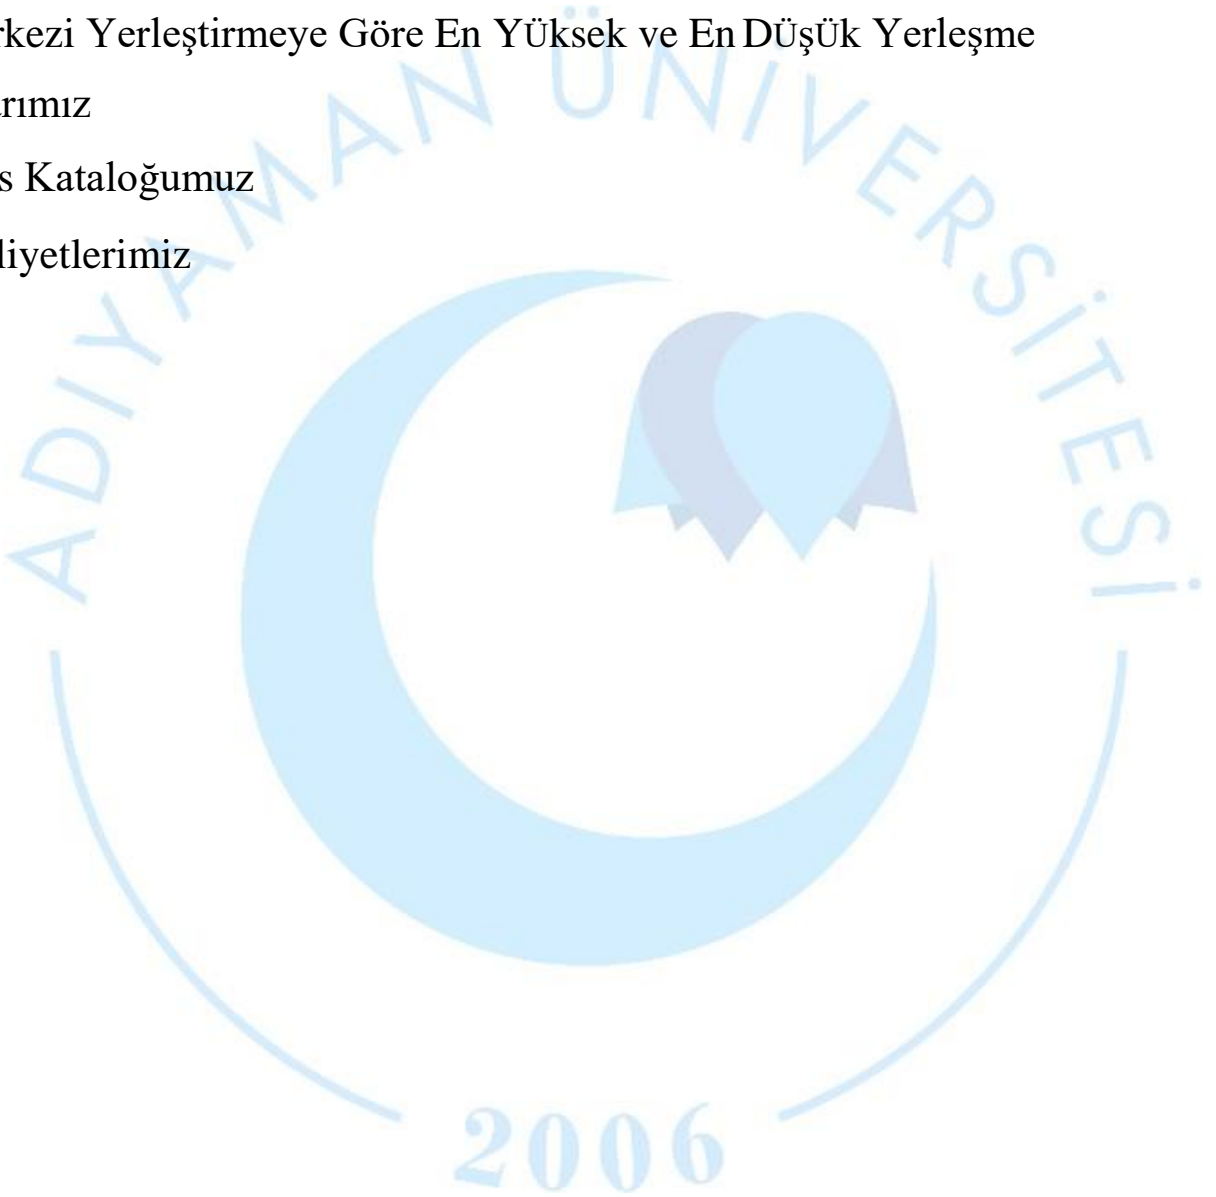 rkezi Yerleştirmeye Göre En YÜksek ve En DÜşÜk Yerleşme
rımız
s Kataloğumuz
liyetlerimiz
ADIYAMAN ÜNİVERSİTESİ
2006